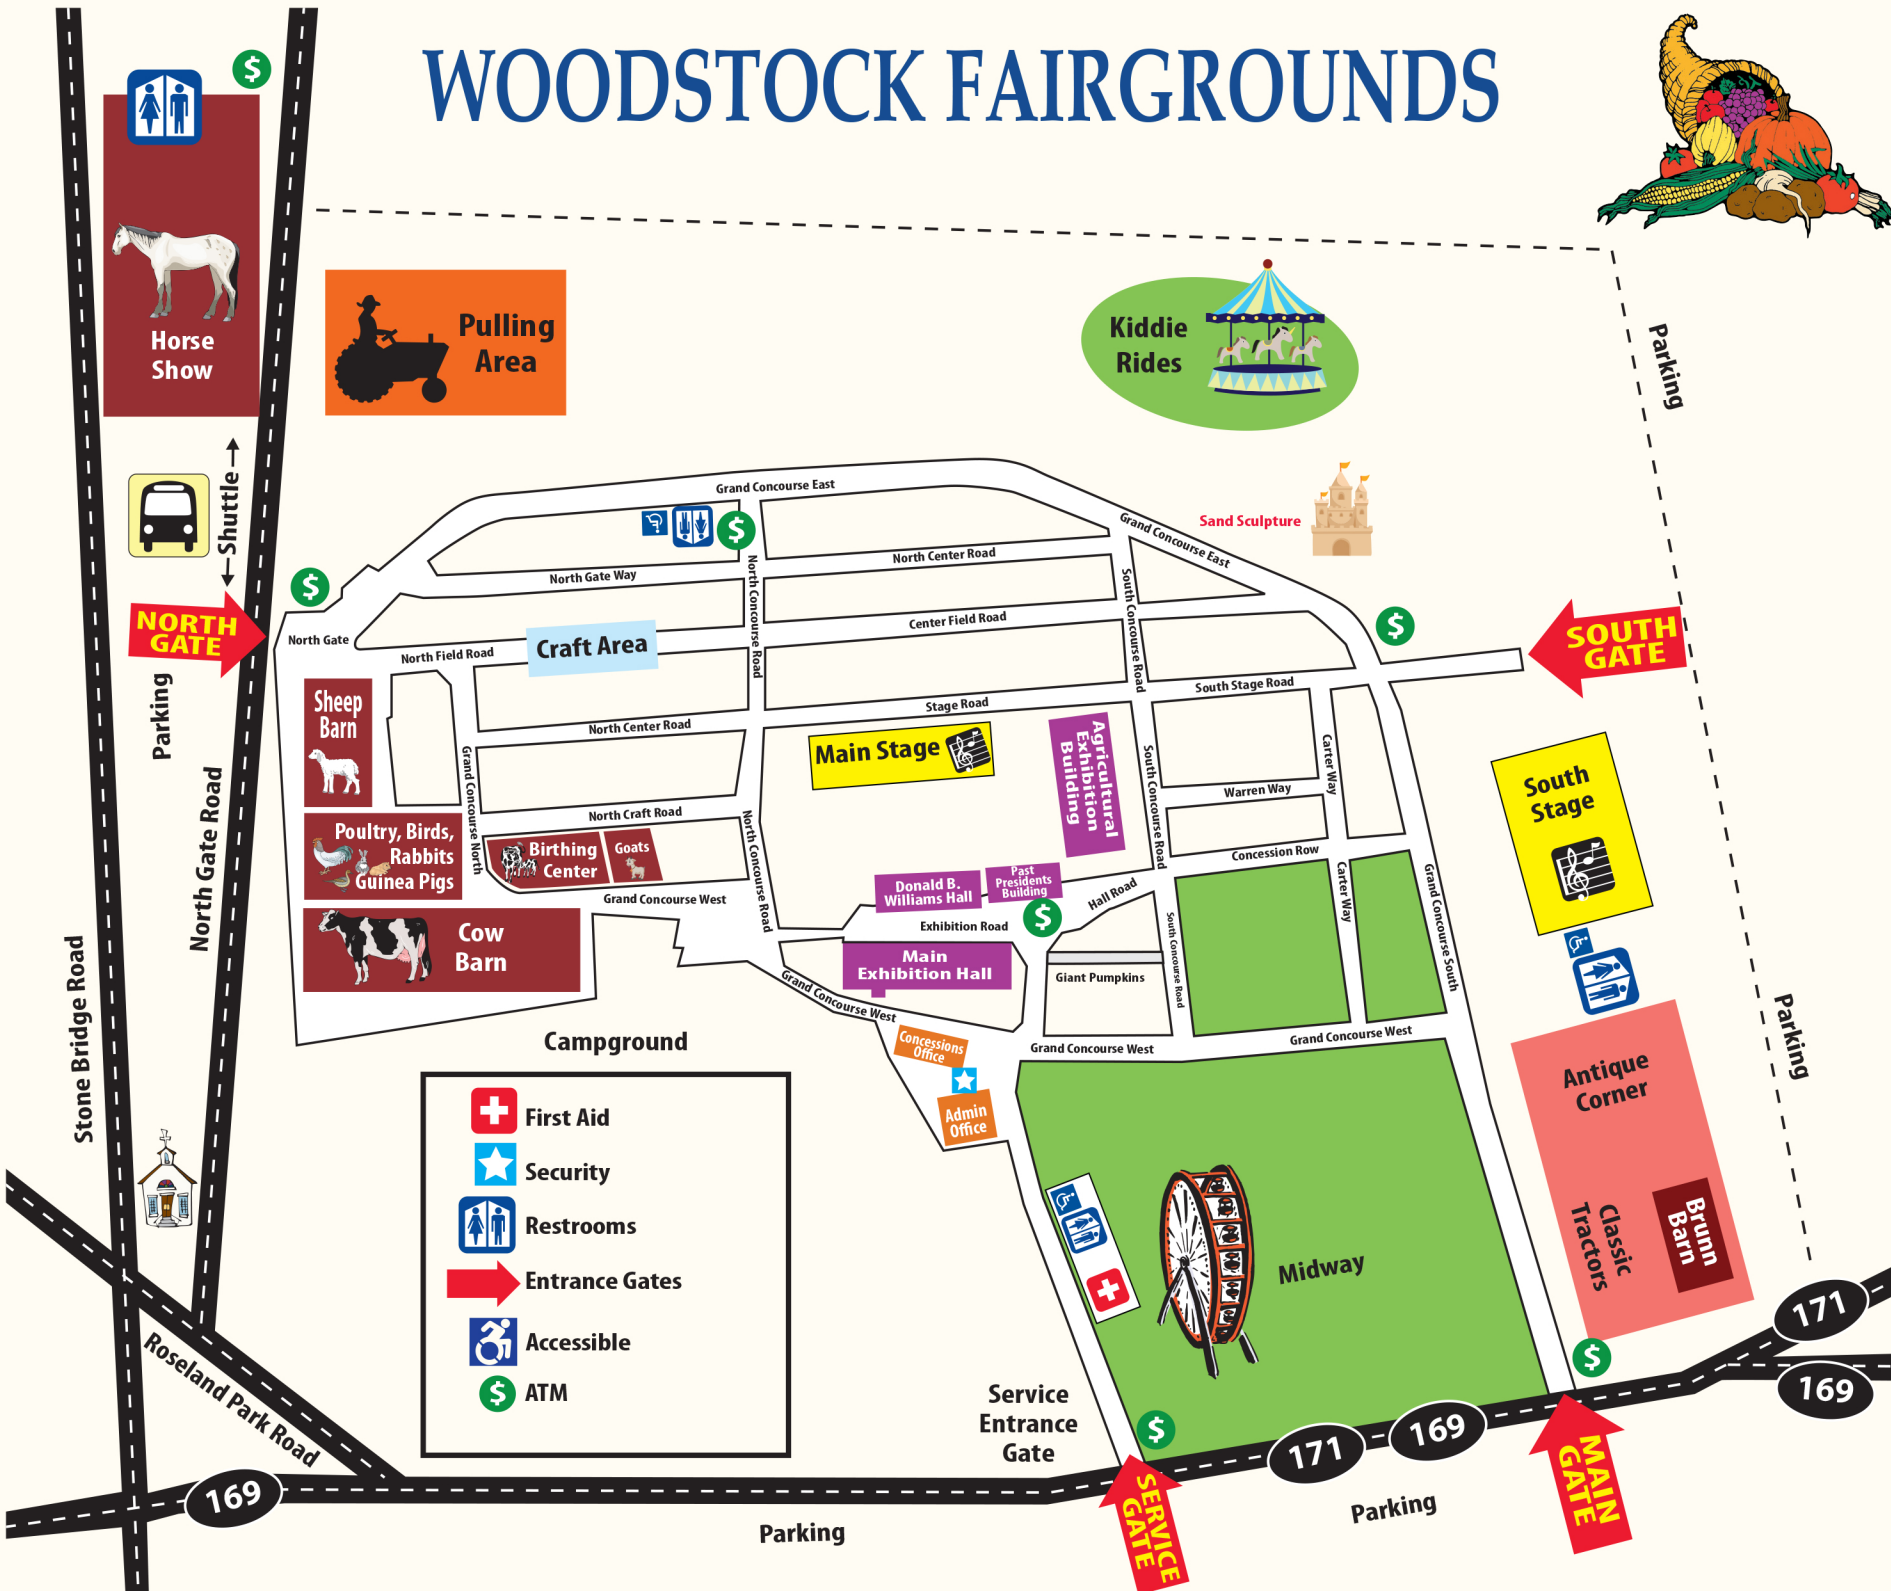 WOODSTOCK FAIRGROUNDS
$
Horse
Show
Pulling
Area
Kiddie
Rides
Parking
Shuttle
Sand Sculpture
Grand Concourse East
Grand Concourse East
$
North Center Road
North Gate Way
North Concourse Road
South Concourse Road
$
NORTH
GATE
North Gate
Craft Area
Center Field Road
North Field Road
$
SOUTH
GATE
Parking
Sheep
Barn
South Stage Road
Stage Road
North Center Road
Main Stage
Agricultural
Exhibition
Building
South Concourse Road
Carter Way
Warren Way
South
Stage
North Gate Road
Grand Concourse North
North Craft Road
North Concourse Road
Poultry, Birds,
Rabbits
Guinea Pigs
Birthing
Center
Goats
Grand Concourse West
Concession Row
Carter Way
Grand Concourse South
Donald B.
Williams Hall
Past
Presidents
Building
Hall Road
$
Exhibition Road
South Concourse Road
Cow
Barn
Main
Exhibition Hall
Giant Pumpkins
Grand Concourse West
Stone Bridge Road
Campground
Concessions
Office
Grand Concourse West
Grand Concourse West
Parking
Antique
Corner
Admin
Office
First Aid
Security
Restrooms
Entrance Gates
Accessible
$
ATM
Midway
Classic
Tractors
Brunn
Barn
171
169
$
Roseland Park Road
Service
Entrance
Gate
$
171
169
169
MAIN
GATE
SERVICE
GATE
Parking
Parking